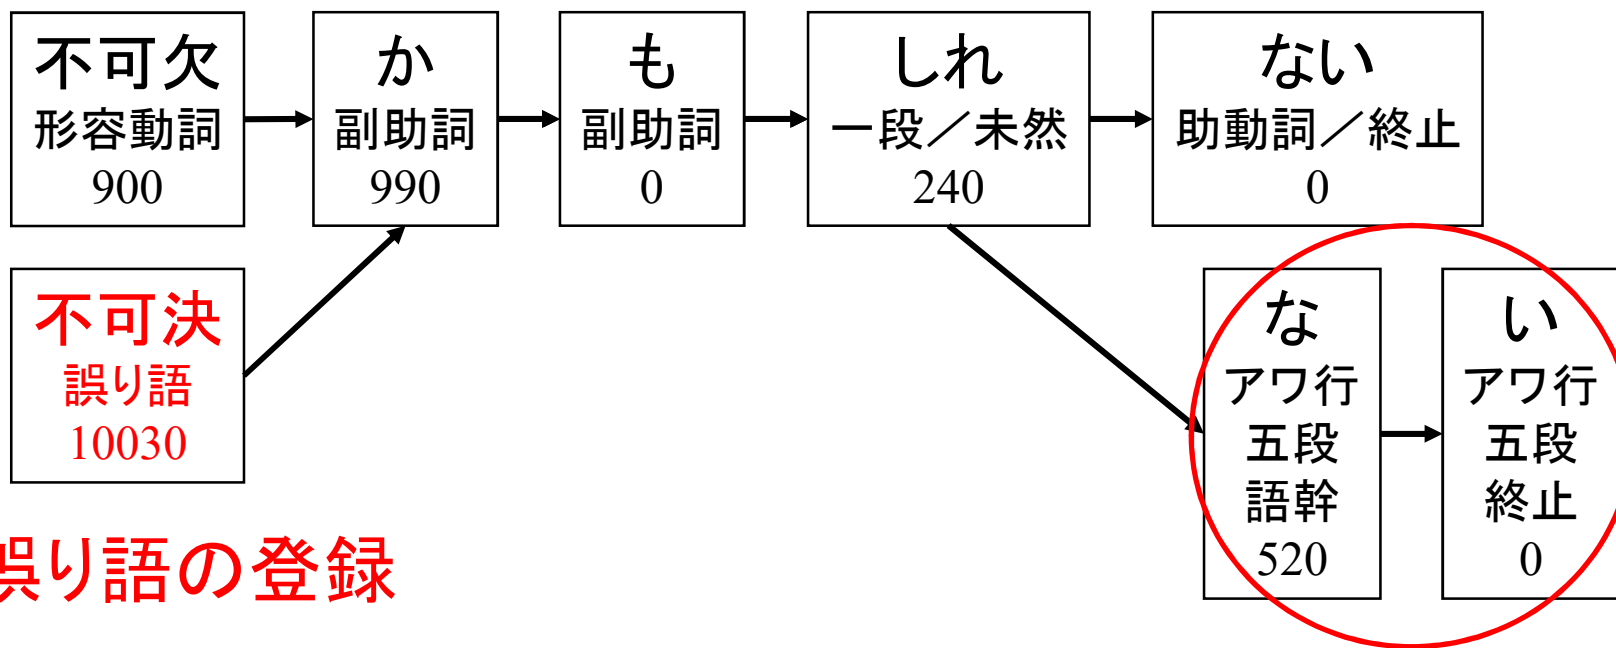 不可欠
形容動詞
900
か
副助詞
990
も
副助詞
0
しれ
一段／未然
240
ない
助動詞／終止
0
不可決
誤り語
10030
な
アワ行
五段
語幹
520
い
アワ行
五段
終止
0
誤り語の登録